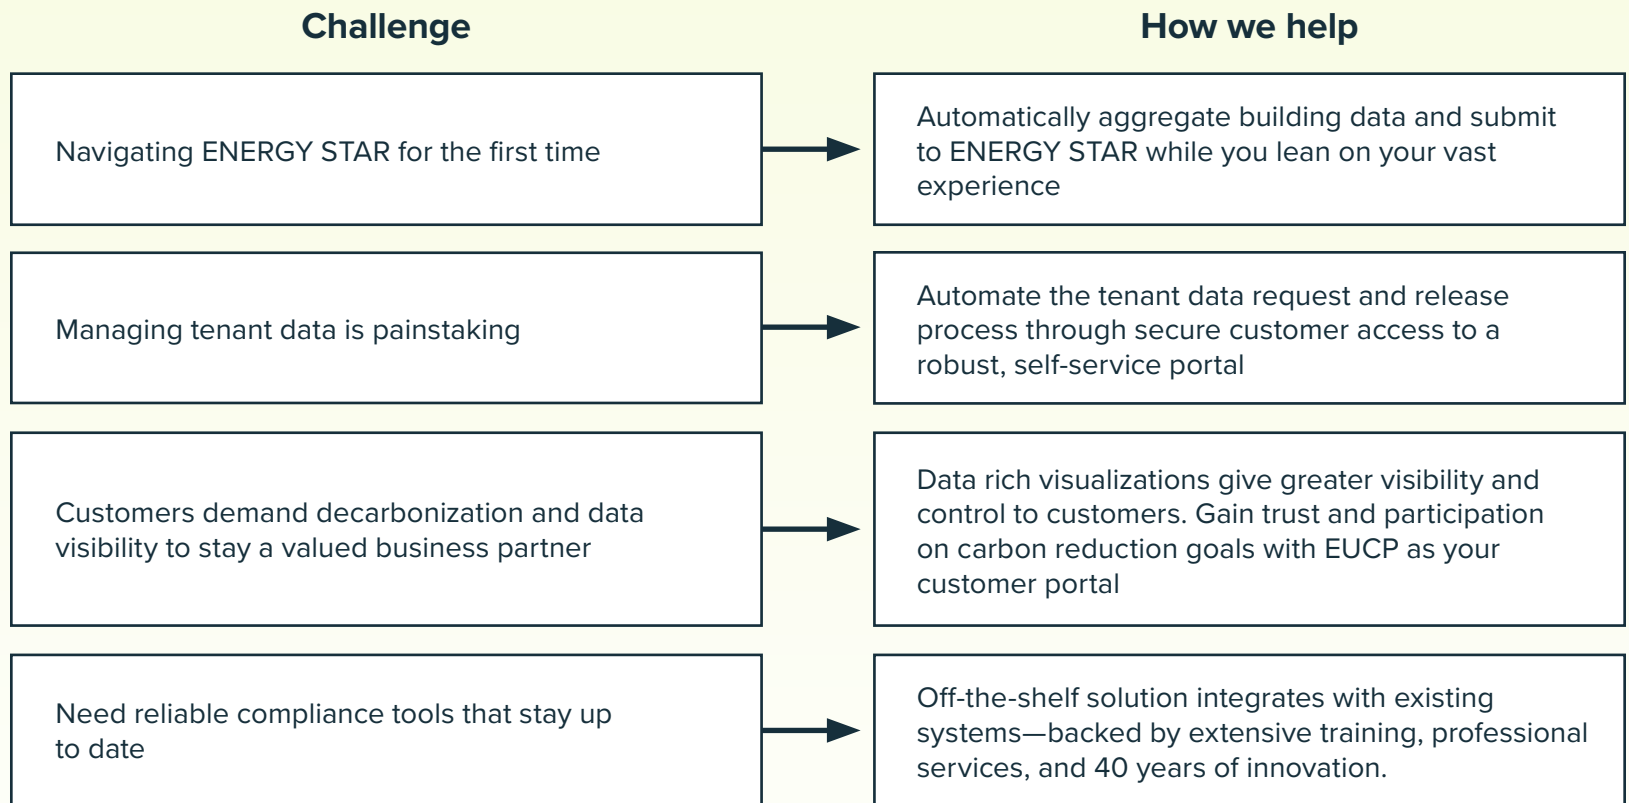 Challenge
How we help
Navigating ENERGY STAR for the first time
Automatically aggregate building data and submit
to ENERGY STAR while you lean on your vast
experience
Managing tenant data is painstaking
Automate the tenant data request and release
process through secure customer access to a
robust, self-service portal
Customers demand decarbonization and data
visibility to stay a valued business partner
Data rich visualizations give greater visibility and
control to customers. Gain trust and participation
on carbon reduction goals with EUCP as your
customer portal
Need reliable compliance tools that stay up
to date
Off-the-shelf solution integrates with existing
systems—backed by extensive training, professional
services, and 40 years of innovation.